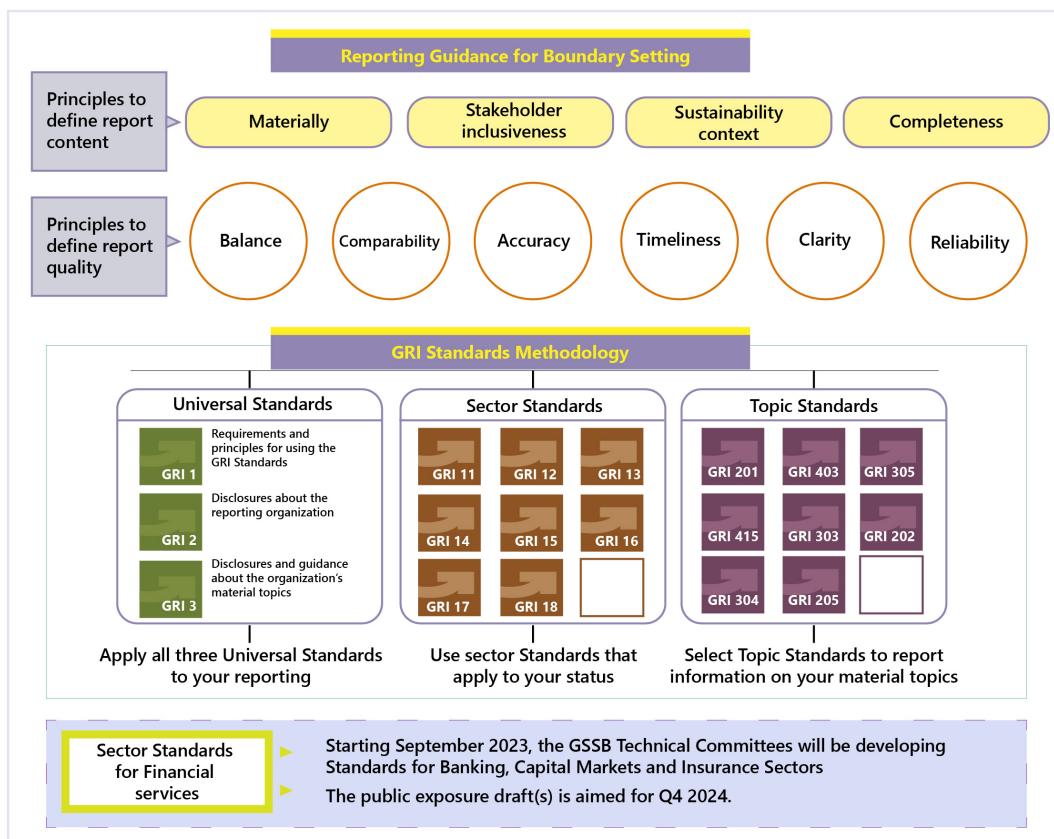 Reporting Guidance for Boundary Setting
Principles to
define report
content
Materially
Stakeholder
inclusiveness
Sustainability
context
Completeness
Principles to
define report
quality
Balance
Comparability
Accuracy
Timeliness
Clarity
Reliability
GRI Standards Methodology
Universal Standards
GRI 1
Requirements and
principles for using the
GRI Standards
GRI 2
Disclosures about the
reporting organization
GRI 3
Disclosures and guidance
about the organization's
material topics
Apply all three Universal Standards
to your reporting
Sector Standards
GRI 11
GRI 12
GRI 13
GRI 14
GRI 15
GRI 16
GRI 17
GRI 18
Use sector Standards that
apply to your status
Topic Standards
GRI 201
GRI 403
GRI 305
GRI 415
GRI 303
GRI 202
GRI 304
GRI 205
Select Topic Standards to report
information on your material topics
Sector Standards
for Financial
services
Starting September 2023, the GSSB Technical Committees will be developing
Standards for Banking, Capital Markets and Insurance Sectors
The public exposure draft(s) is aimed for Q4 2024.